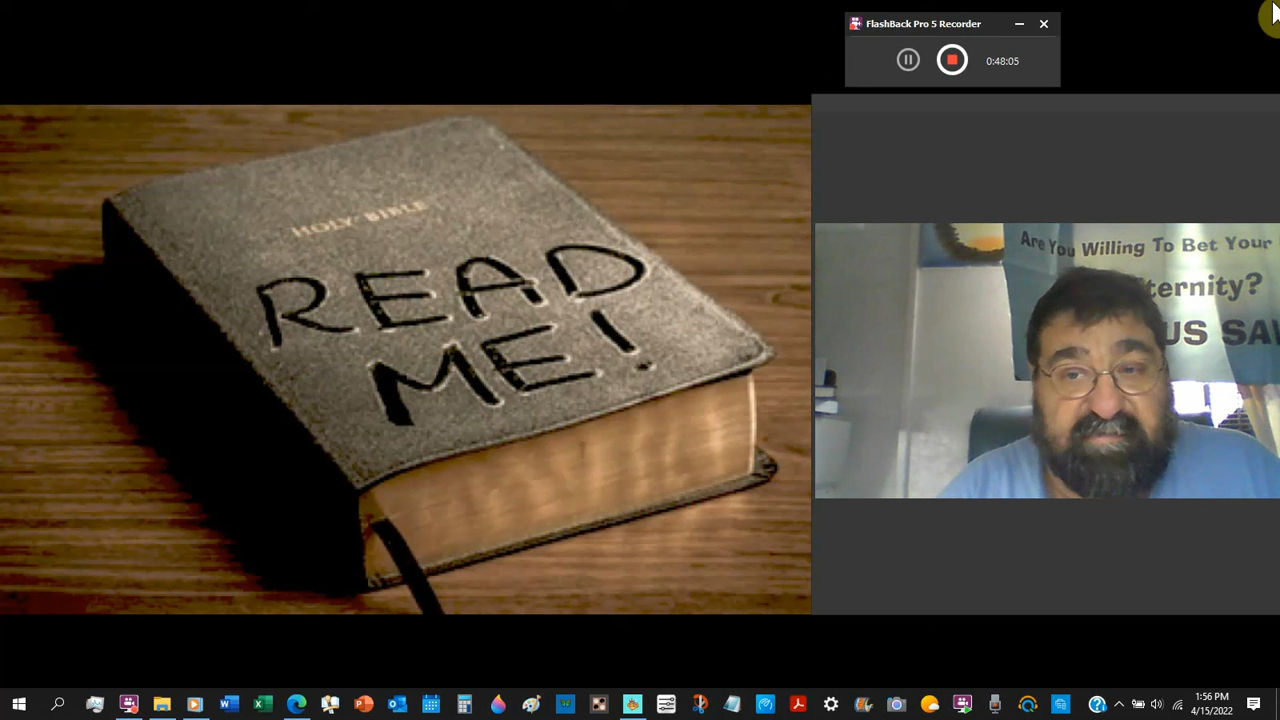 FlashBack Pro 5 Recorder
0:48:05
HOLY BIBLE
READ
ME!
Are You Willing To Bet Your
ternity?
US SA
1:56 PM
4/15/2022